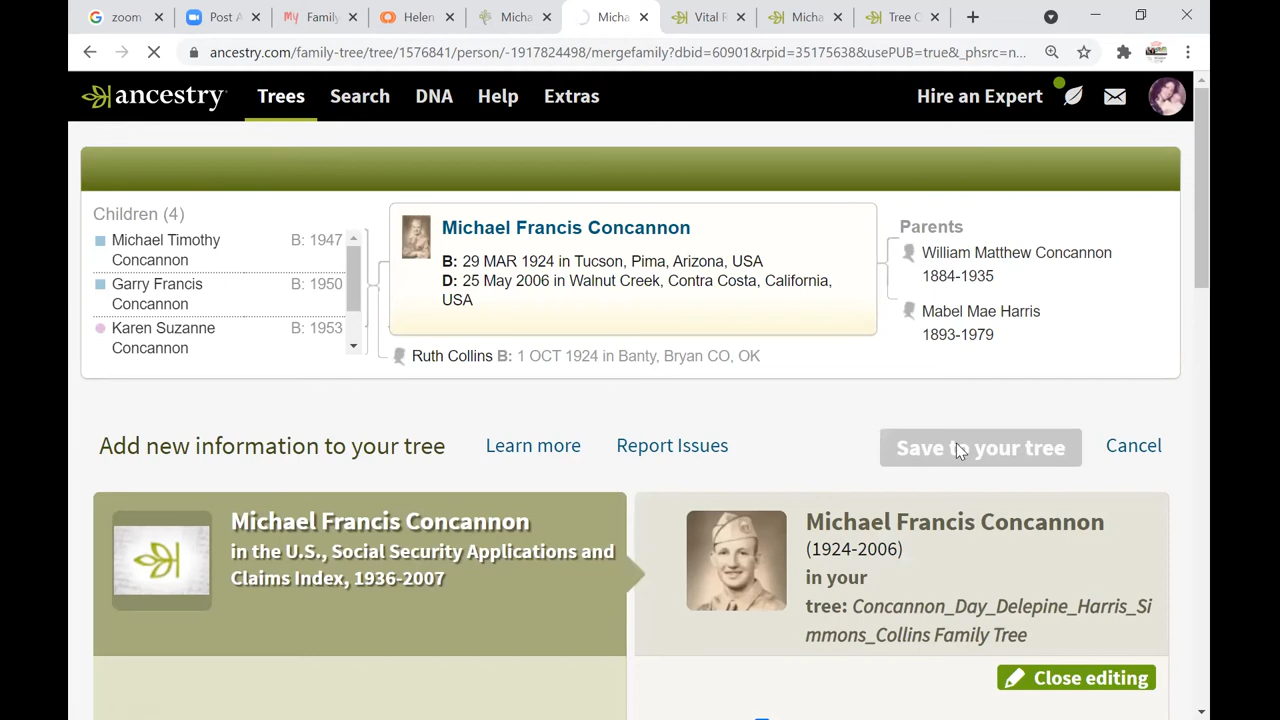 zoom
Post A
Family
Helen
Micha
Micha
Vital R
Micha
Tree C
ancestry.com/family-tree/tree/1576841/person/-1917824498/mergefamily?dbid=60901&rpid=35175638&usePUB=true&_phsrc=n...
ancestry
Trees
Search
DNA
Help
Extras
Hire an Expert
Children (4)
Michael Timothy B: 1947
Concannon
Garry Francis B: 1950
Concannon
Karen Suzanne B: 1953
Concannon
Michael Francis Concannon
B: 29 MAR 1924 in Tucson, Pima, Arizona, USA
D: 25 May 2006 in Walnut Creek, Contra Costa, California,
USA
Ruth Collins B: 1 OCT 1924 in Banty, Bryan CO, OK
Parents
William Matthew Concannon
1884-1935
Mabel Mae Harris
1893-1979
Add new information to your tree
Learn more
Report Issues
Save to your tree
Cancel
Michael Francis Concannon
in the U.S., Social Security Applications and
Claims Index, 1936-2007
Michael Francis Concannon
(1924-2006)
in your
tree: Concannon_Day_Delepine_Harris_Si
mmons_Collins Family Tree
Close editing